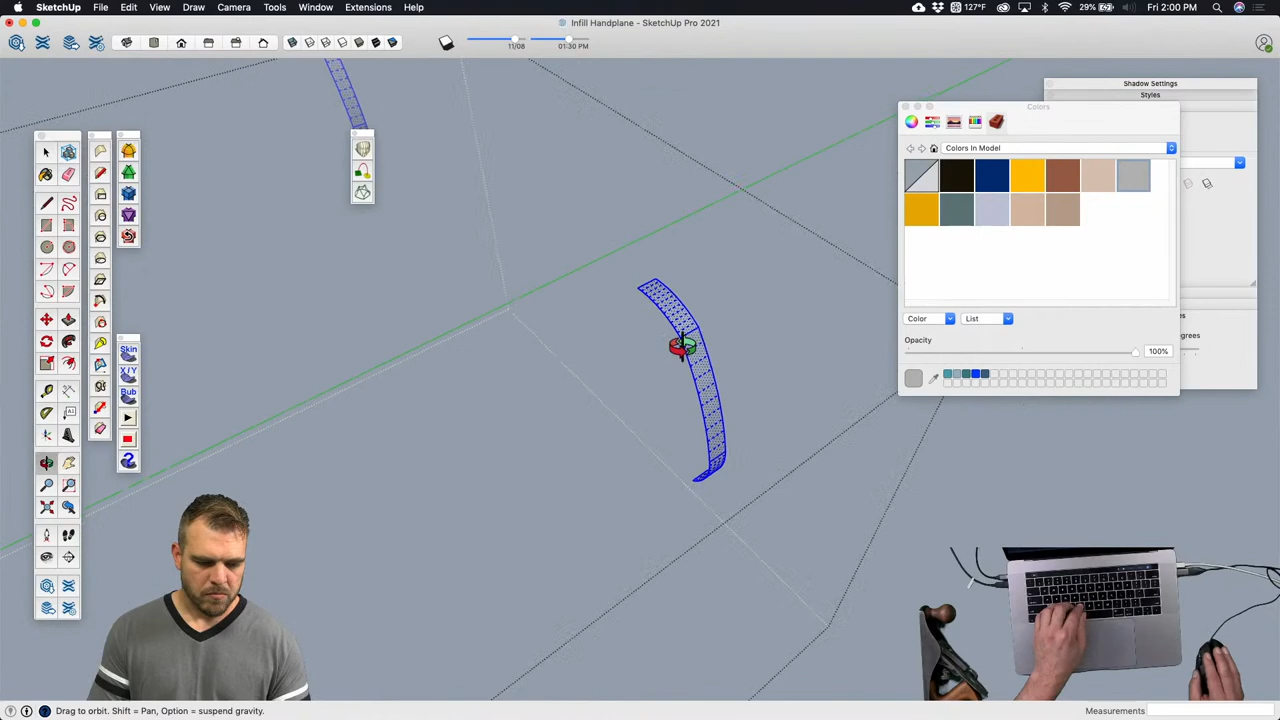 SketchUp File Edit View Draw Camera Tools Window Extensions Help
127°F 29% Fri 2:00 PM
Infill Handplane - SketchUp Pro 2021
11/08 01:30 PM
Shadow Settings
Styles
Colors
Colors In Model
Color List
Opacity
100%
Skin
X/Y
Bub
Drag to orbit. Shift = Pan, Option = suspend gravity.
Measurements